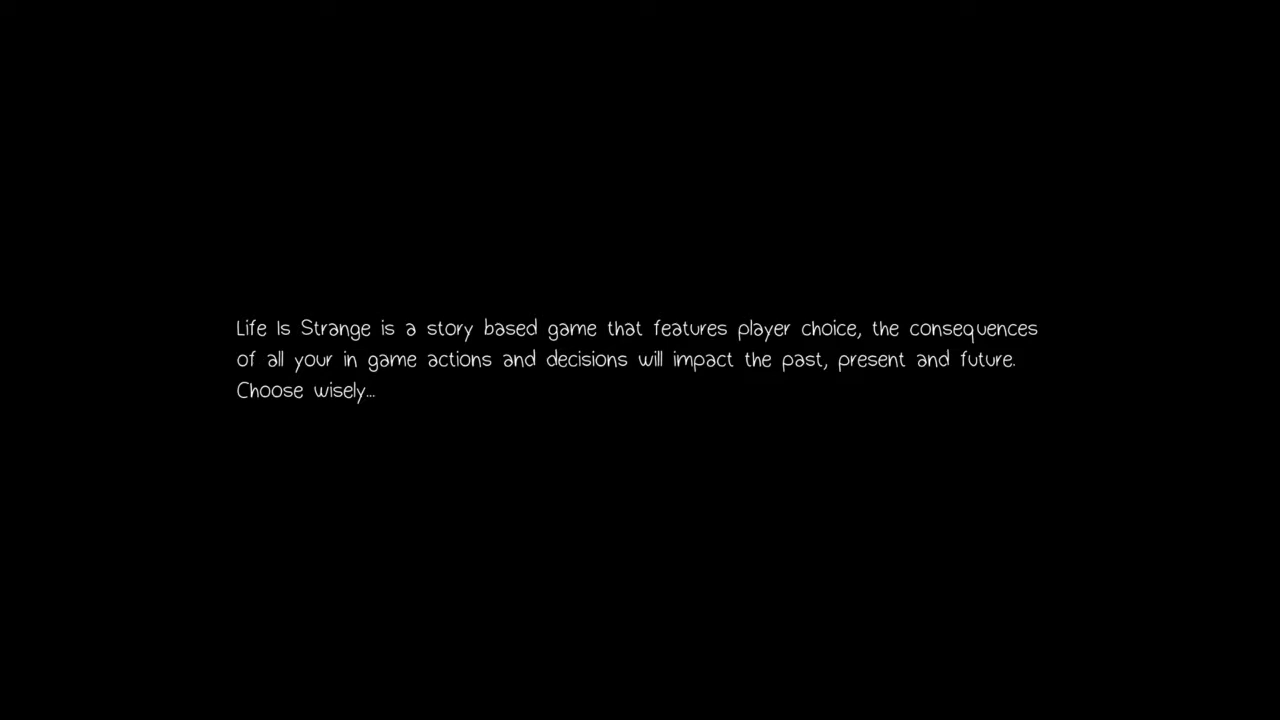 Life Is Strange is a story based game that features player choice, the consequences
of all your in game actions and decisions will impact the past, present and future.
Choose wisely...